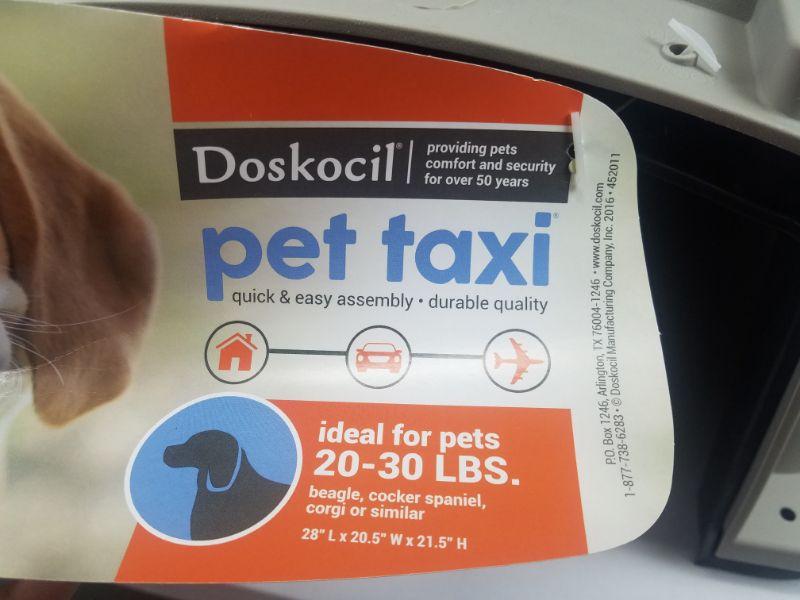 Doskocil®
providing pets
comfort and security
for over 50 years
pet taxi®
quick & easy assembly • durable quality
ideal for pets
20-30 LBS.
beagle, cocker spaniel,
corgi or similar
28" L x 20.5" W x 21.5" H
P.O. Box 1246, Arlington, TX 76004-1246 • www.doskocil.com
1-877-738-6283 • © Doskocil Manufacturing Company, Inc. 2016 • 452011